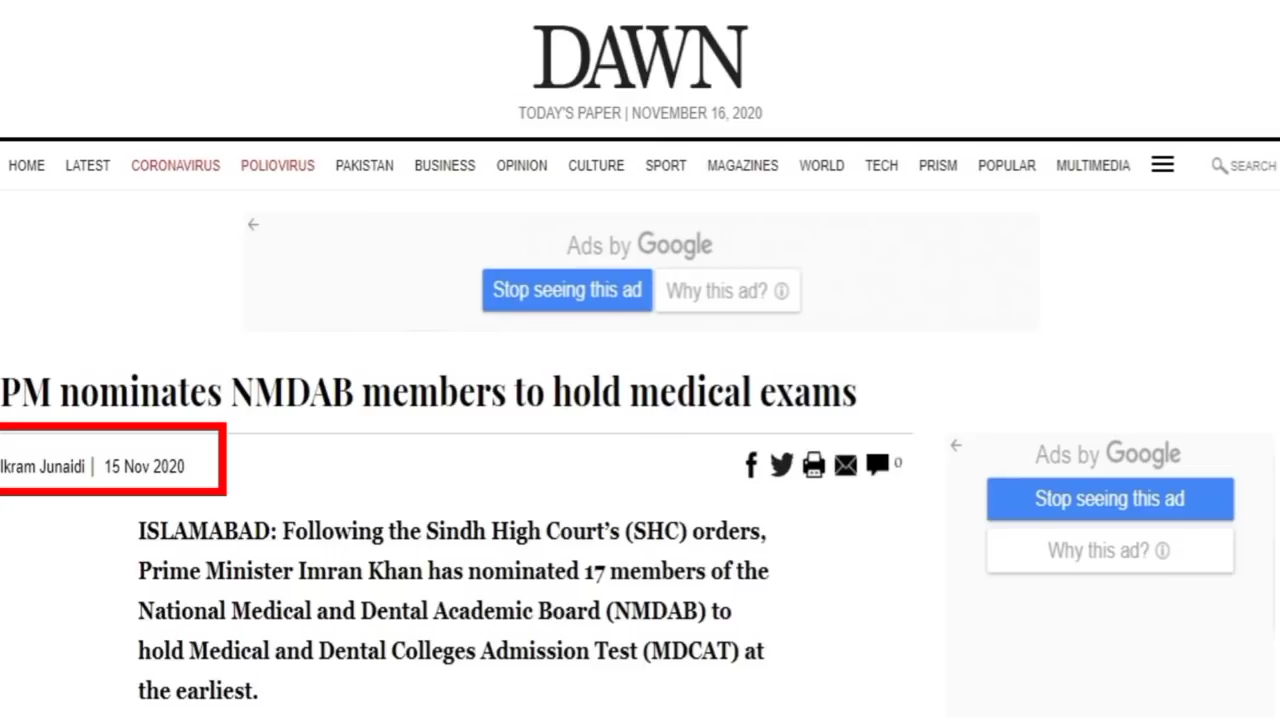 DAWN
TODAY'S PAPER | NOVEMBER 16, 2020
HOME LATEST CORONAVIRUS POLIOVIRUS PAKISTAN BUSINESS OPINION CULTURE SPORT MAGAZINES WORLD TECH PRISM POPULAR MULTIMEDIA SEARCH
Ads by Google
Stop seeing this ad Why this ad?
PM nominates NMDAB members to hold medical exams
Ikram Junaidi | 15 Nov 2020
0
Ads by Google
Stop seeing this ad
Why this ad?
ISLAMABAD: Following the Sindh High Court’s (SHC) orders,
Prime Minister Imran Khan has nominated 17 members of the
National Medical and Dental Academic Board (NMDAB) to
hold Medical and Dental Colleges Admission Test (MDCAT) at
the earliest.